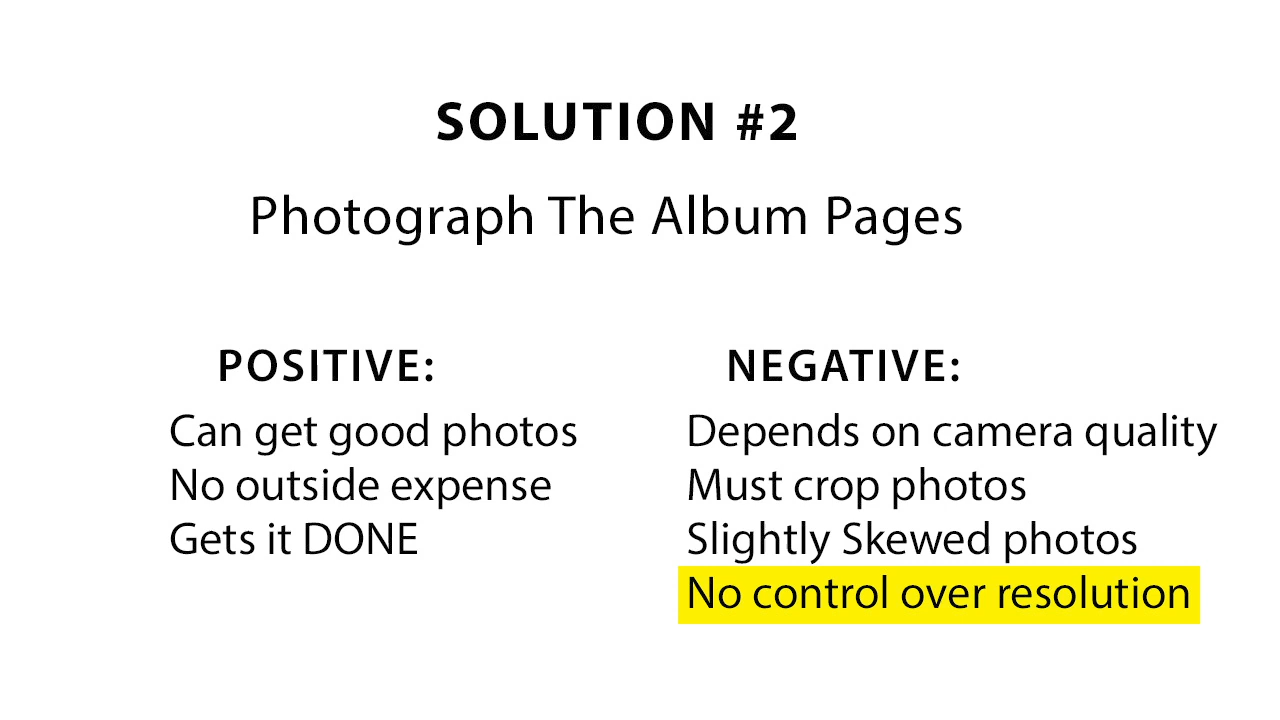 SOLUTION #2
Photograph The Album Pages
POSITIVE:
Can get good photos
No outside expense
Gets it DONE
NEGATIVE:
Depends on camera quality
Must crop photos
Slightly Skewed photos
No control over resolution